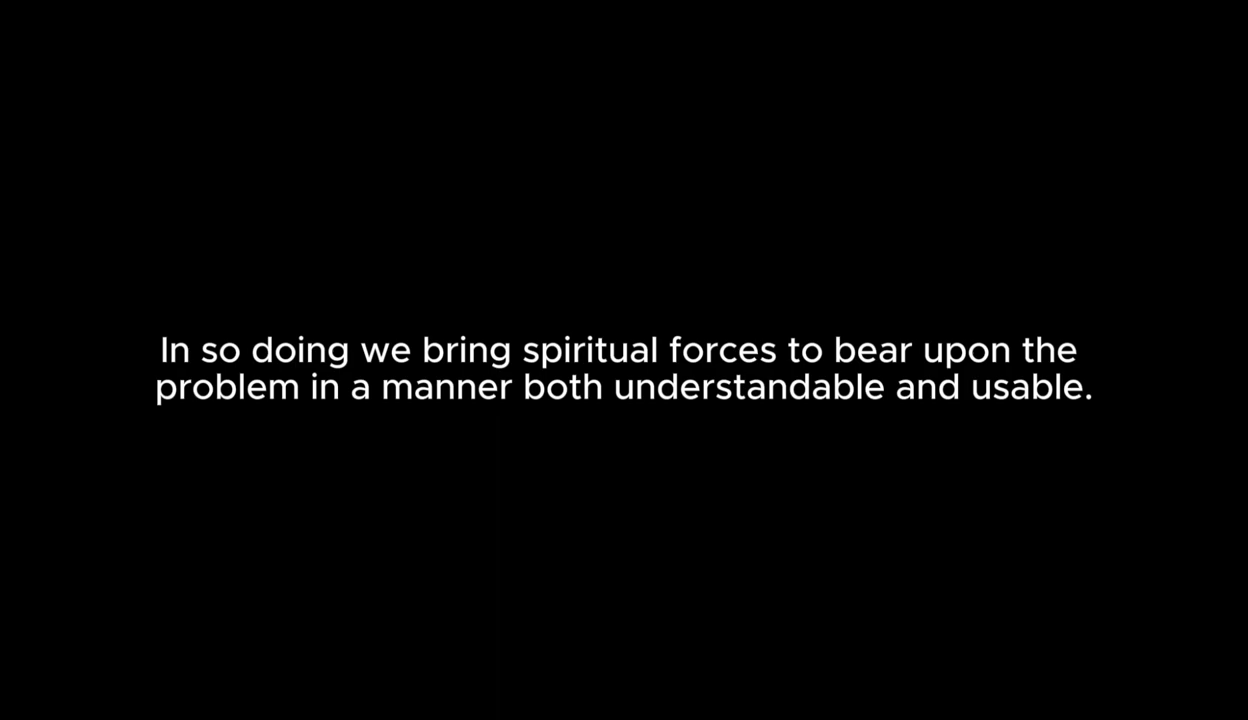 In so doing we bring spiritual forces to bear upon the
problem in a manner both understandable and usable.